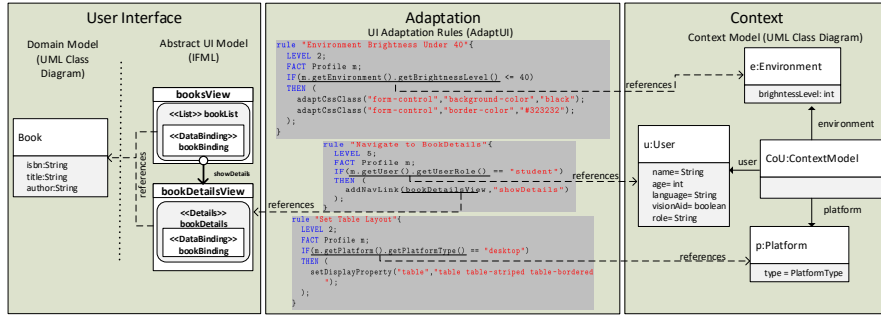 User Interface
Domain Model
(UML Class
Diagram)
Abstract UI Model
(IFML)
booksView
<<List>> bookList
<<DataBinding>>
bookBinding
Book
isbn:String
title:String
author:String
references
showDetails
bookDetailsView
<<Details>>
bookDetails
<<DataBinding>>
bookBinding
Adaptation
UI Adaptation Rules (AdaptUI)
rule "Environment Brightness Under 40"{
LEVEL 2;
FACT Profile m;
IF(m.getEnvironment().getBrightnessLevel() <= 40)
THEN (
adaptCssClass("form-control","background-color","black");
adaptCssClass("form-control","border-color","#323232");
);
}
rule "Navigate to BookDetails"{
LEVEL 5;
FACT Profile m;
IF(m.getUser().getUserRole() == "student")
THEN (
addNavLink(bookDetailsView,"showDetails")
);
}
references
rule "Set Table Layout"{
LEVEL 2;
FACT Profile m;
IF(m.getPlatform().getPlatformType() == "desktop")
THEN (
setDisplayProperty("table","table table-striped table-bordered
");
);
}
Context
Context Model (UML Class Diagram)
references
e:Environment
brighntessLevel: int
environment
u:User
name= String
age= int
language= String
visionAid= boolean
role= String
user
CoU:ContextModel
references
platform
p:Platform
type = PlatformType
references